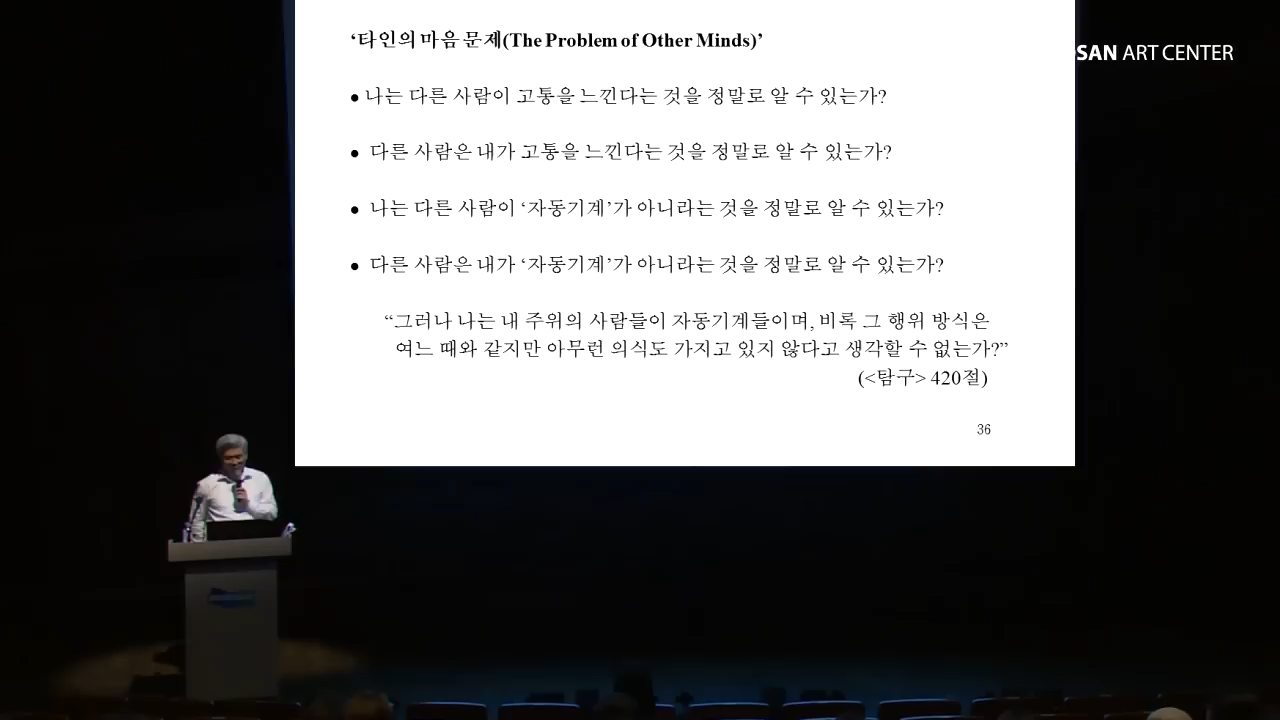 ‘타인의 마음 문제(The Problem of Other Minds)’
SAN ART CENTER
● 나는 다른 사람이 고통을 느낀다는 것을 정말로 알 수 있는가?
● 다른 사람은 내가 고통을 느낀다는 것을 정말로 알 수 있는가?
● 나는 다른 사람이 ‘자동기계’가 아니라는 것을 정말로 알 수 있는가?
● 다른 사람은 내가 ‘자동기계’가 아니라는 것을 정말로 알 수 있는가?
“그러나 나는 내 주위의 사람들이 자동기계들이며, 비록 그 행위 방식은
여느 때와 같지만 아무런 의식도 가지고 있지 않다고 생각할 수 없는가?”
(<탐구> 420절)
36